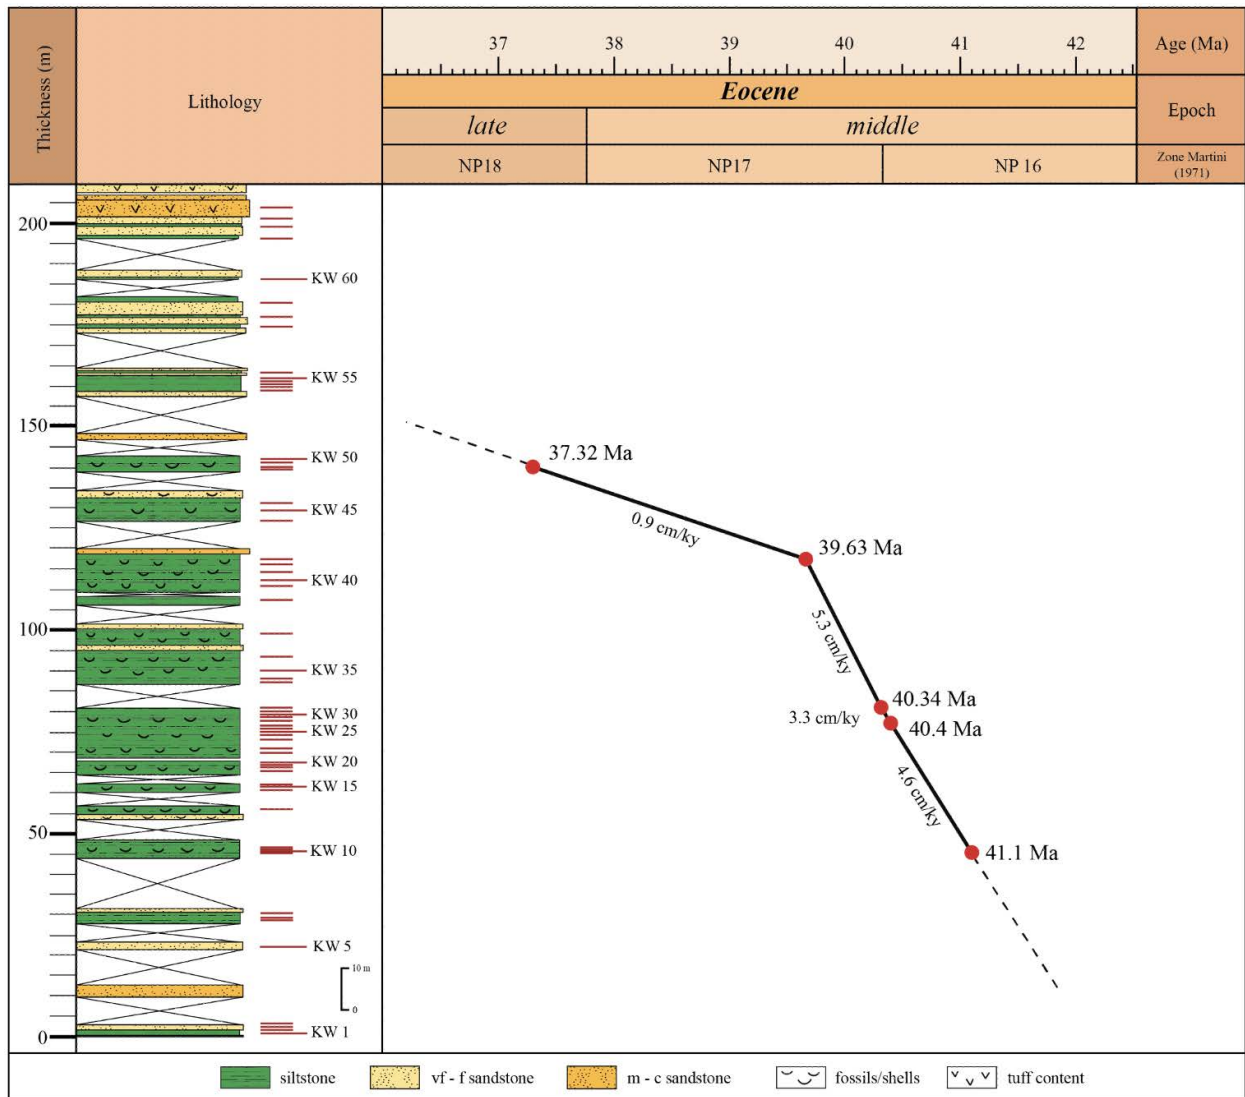 Thickness (m)
Lithology
37 38 39 40 41 42
Age (Ma)
Eocene
Epoch
late
middle
NP18
NP17
NP 16
Zone Martini
(1971)
200
KW 60
KW 55
150
KW 50
37.32 Ma
KW 45
0.9 cm/ky
39.63 Ma
KW 40
100
5.3 cm/ky
KW 35
40.34 Ma
KW 30
3.3 cm/ky
KW 25
40.4 Ma
KW 20
KW 15
4.6 cm/ky
50
KW 10
41.1 Ma
KW 5
10 m
0
KW 1
0
siltstone
vf - f sandstone
m - c sandstone
fossils/shells
tuff content